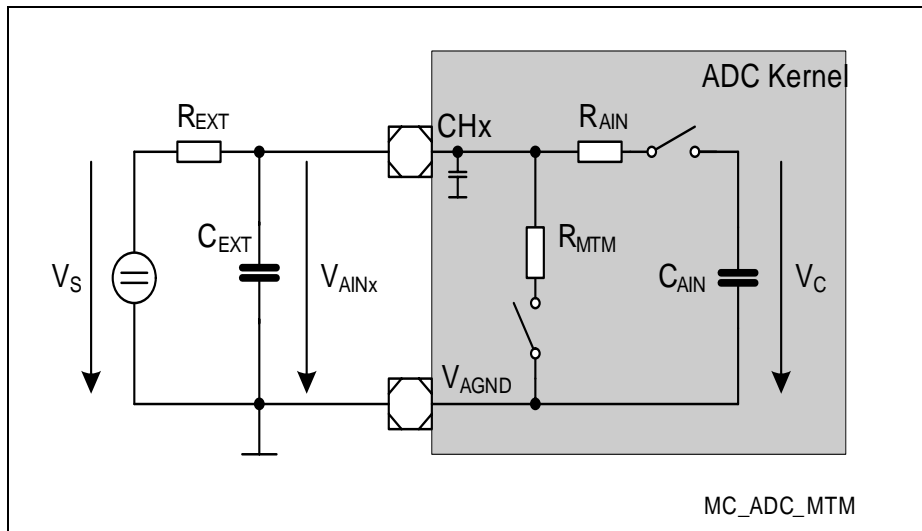 ADC Kernel
REXT
CHx
RAIN
CEXT
RMTM
VS
VAINx
CAIN
VC
VAGND
MC_ADC_MTM